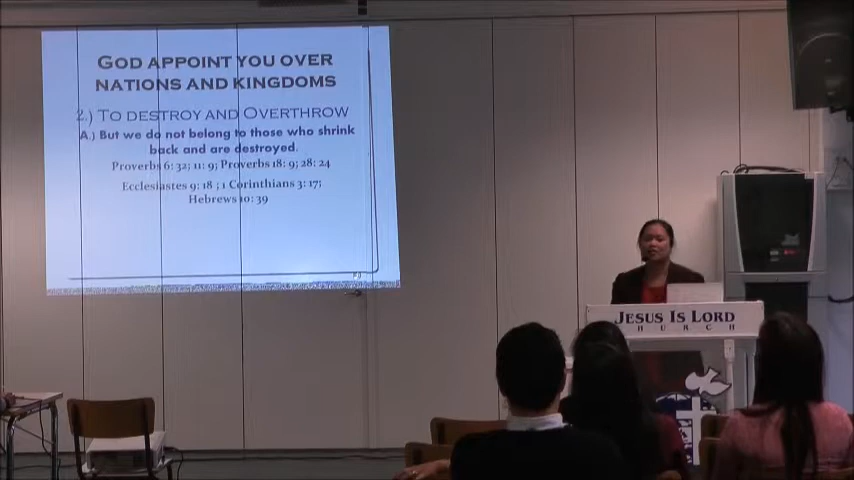 GOD APPOINT YOU OVER
NATIONS AND KINGDOMS
2.) TO DESTROY AND OVERTHROW
A.) BUT WE DO NOT BELONG TO THOSE WHO SHRINK
BACK AND ARE DESTROYED.
Proverbs 6: 32; 11: 9; Proverbs 18: 9; 28: 24
Ecclesiastes 9: 18 ; 1 Corinthians 3: 17;
Hebrews 10: 39
JESUS IS LORD
CHURCH